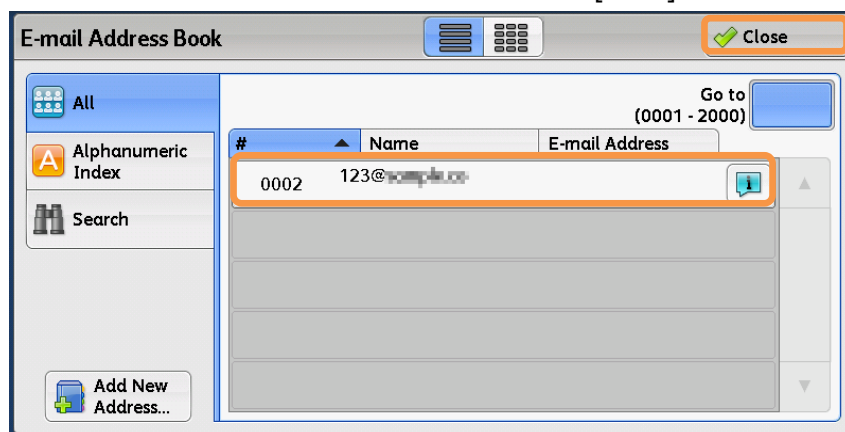 E-mail Address Book
Close
All
Go to
(0001 - 2000)
# Name E-mail Address
Alphanumeric
Index
0002 123@
Search
Add New
Address...